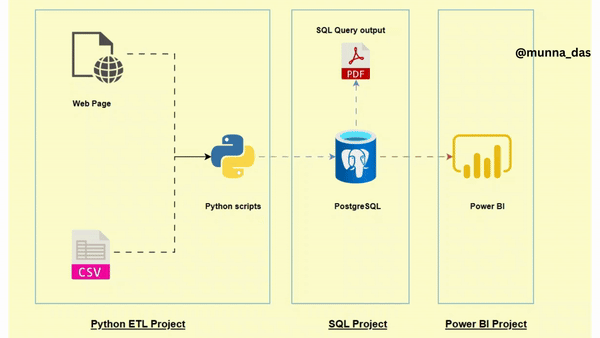 SQL Query output
PDF
@munna_das
Web Page
Python scripts
PostgreSQL
Power BI
CSV
Python ETL Project
SQL Project
Power BI Project